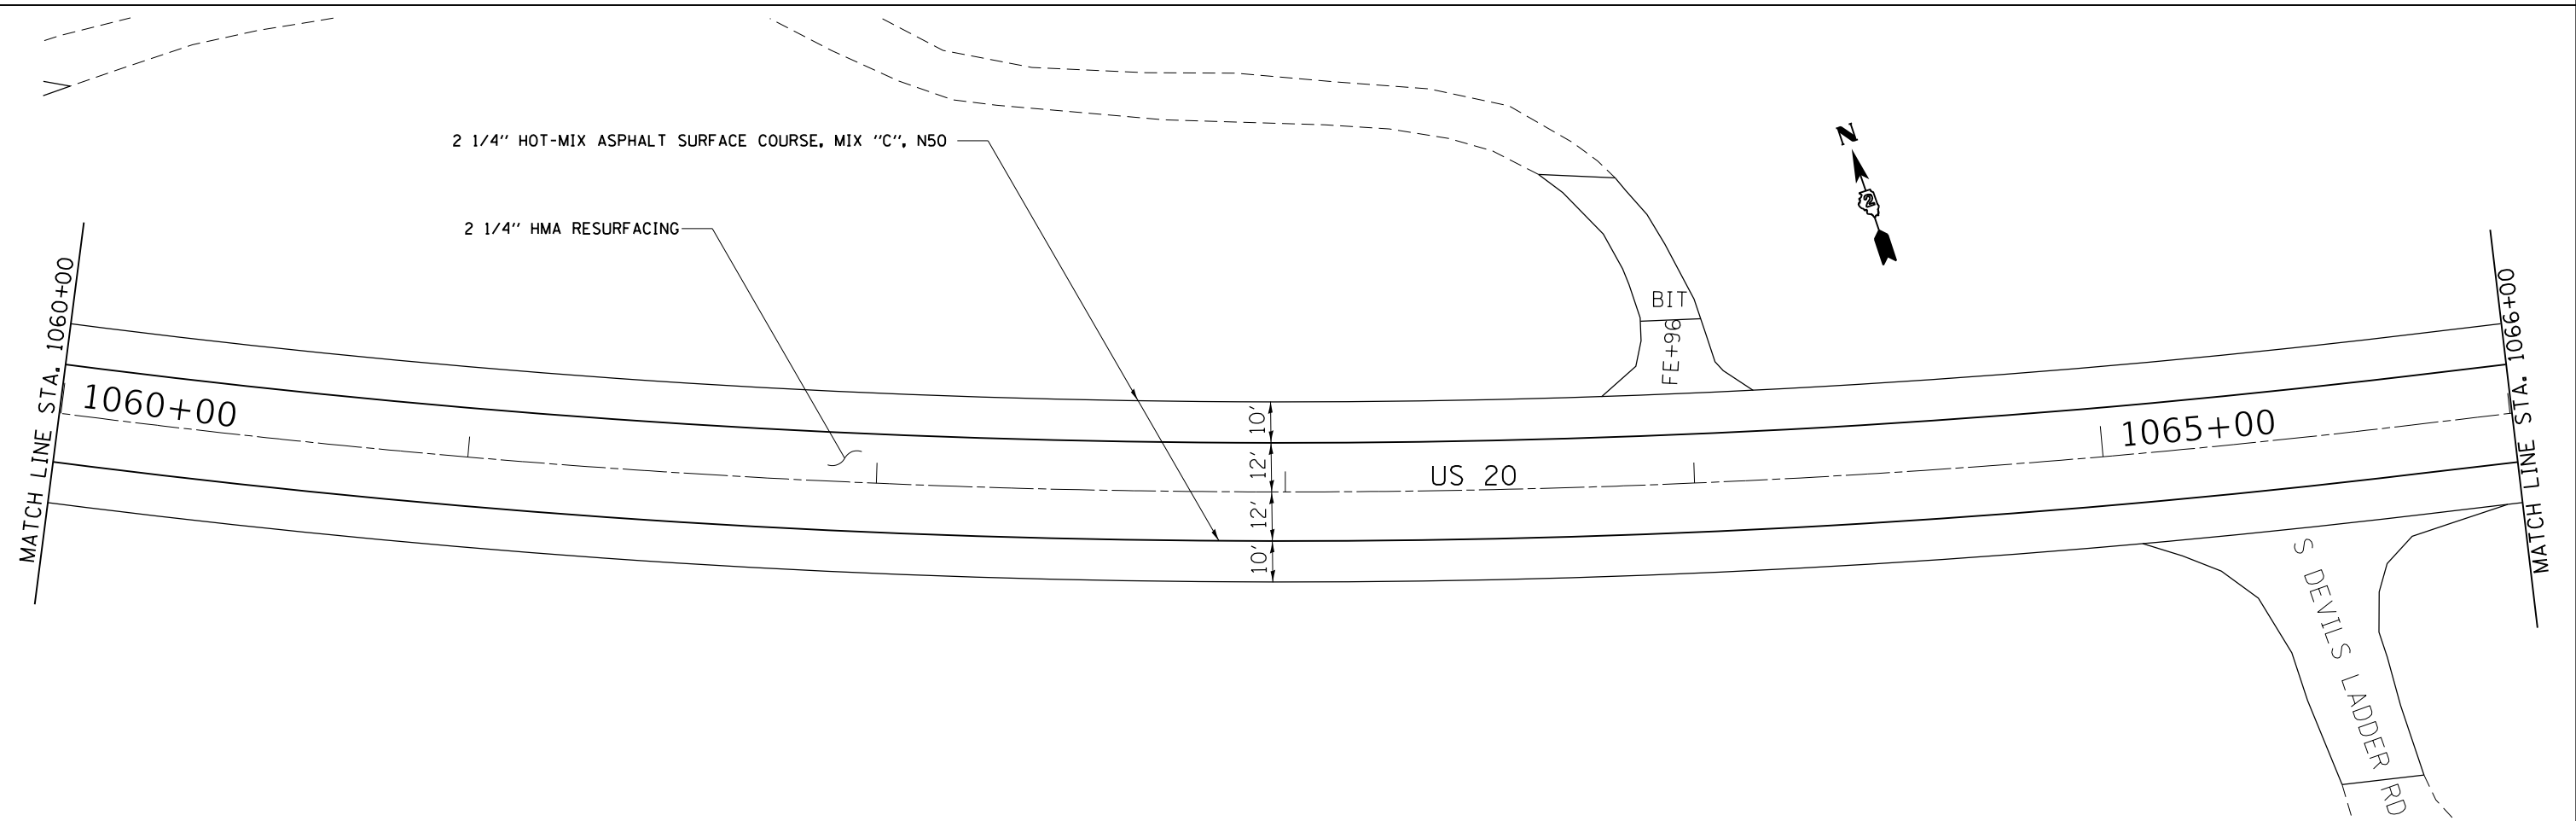 N
2
2 1/4" HOT-MIX ASPHALT SURFACE COURSE, MIX "C", N50
2 1/4" HMA RESURFACING
MATCH LINE STA. 1060+00
MATCH LINE STA. 1066+00
BIT
FE+96
1060+00
10'
12'
12'
10'
US 20
1065+00
S DEVILS LADDER RD